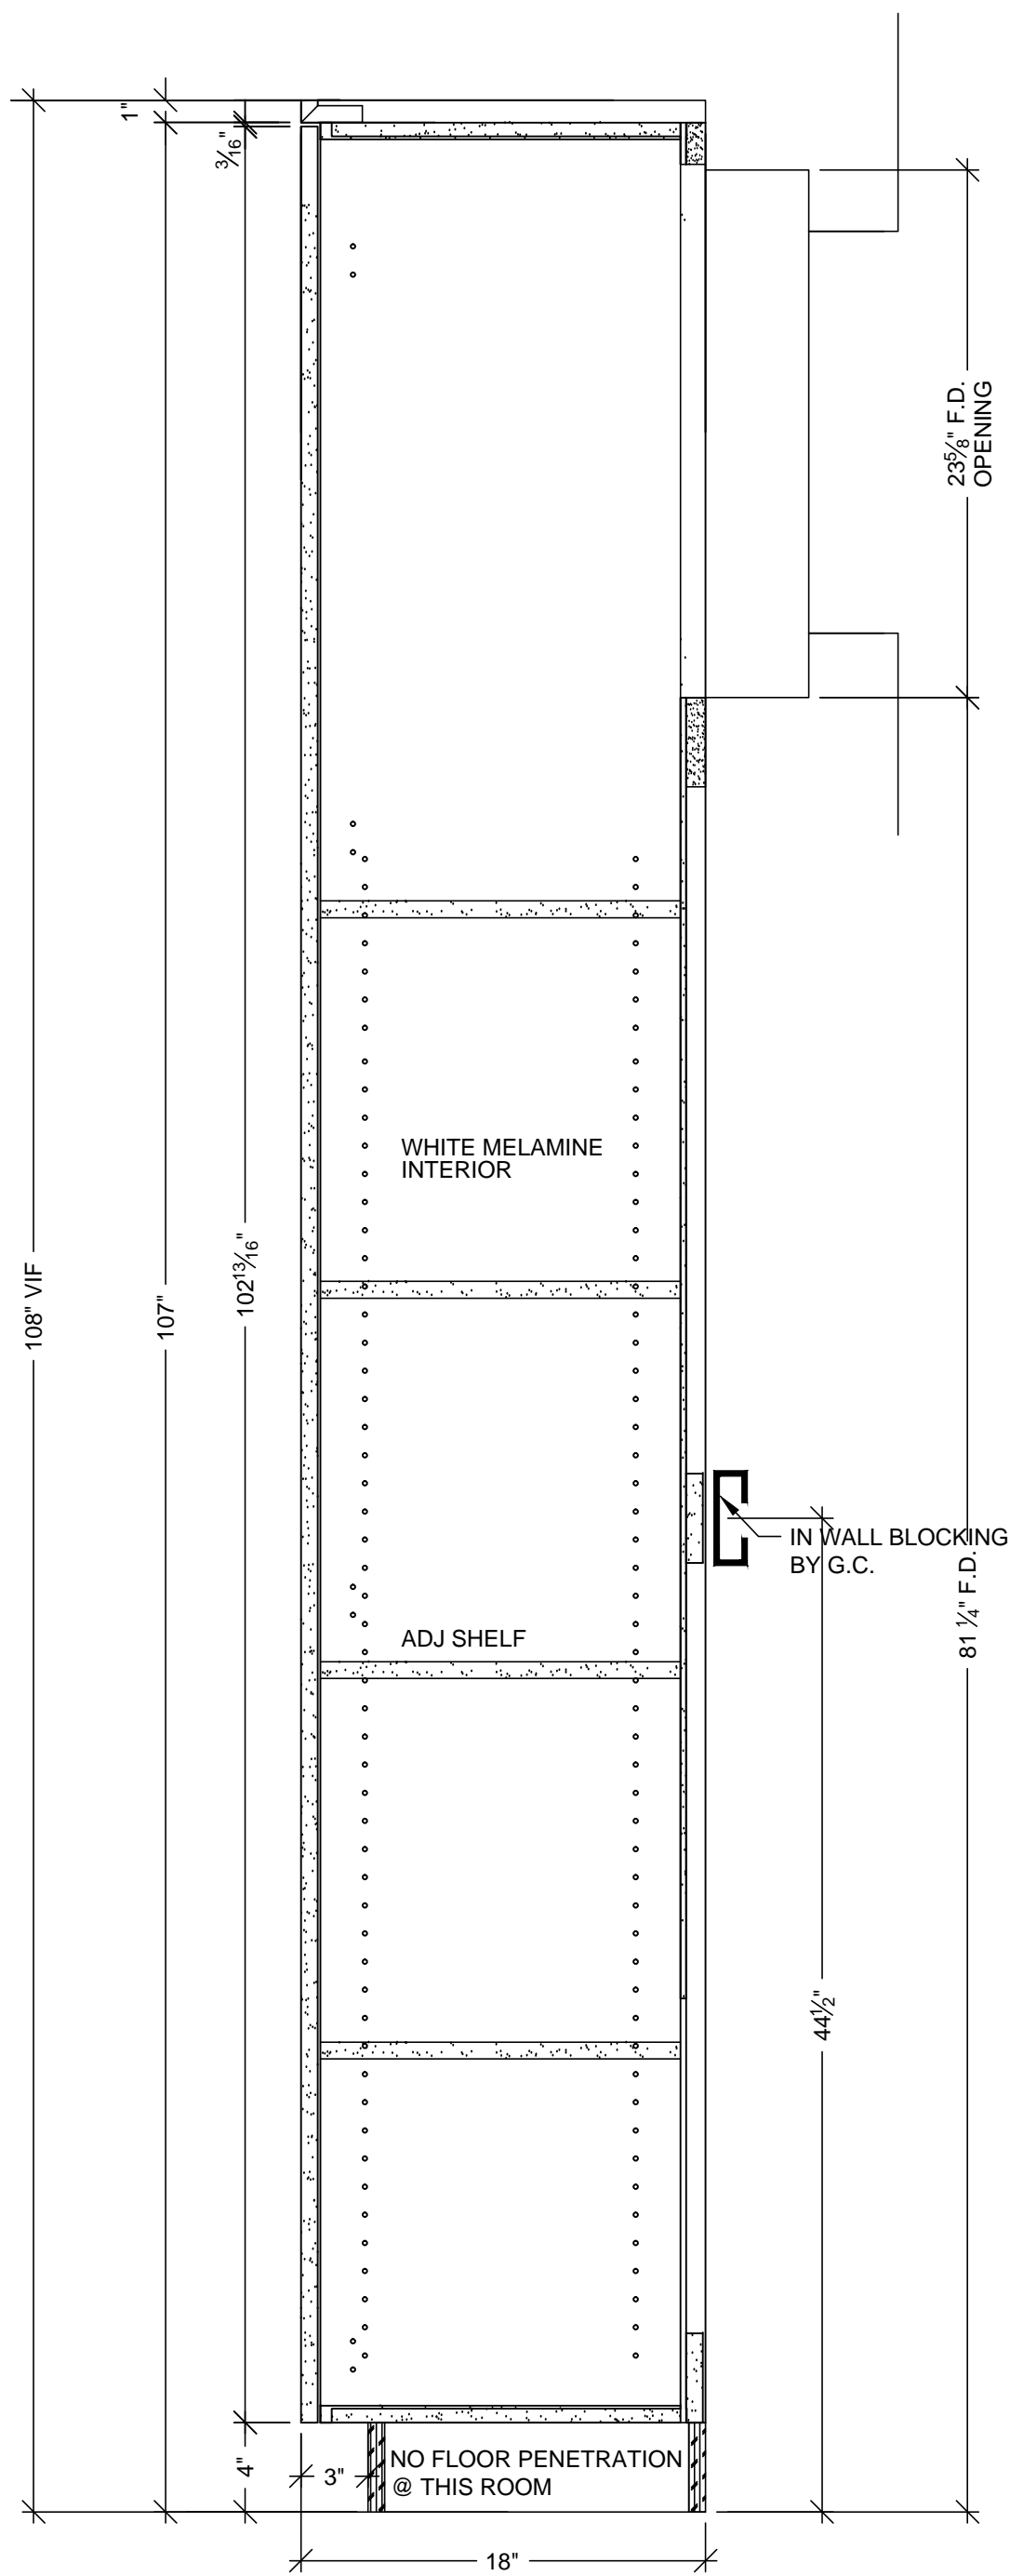 1"
3/16"
23 5/8" F.D.
OPENING
WHITE MELAMINE
INTERIOR
108" VIF
107"
102 13/16"
IN WALL BLOCKING
BY G.C.
81 1/4" F.D.
ADJ SHELF
44 1/2"
4"
3"
NO FLOOR PENETRATION
@ THIS ROOM
18"